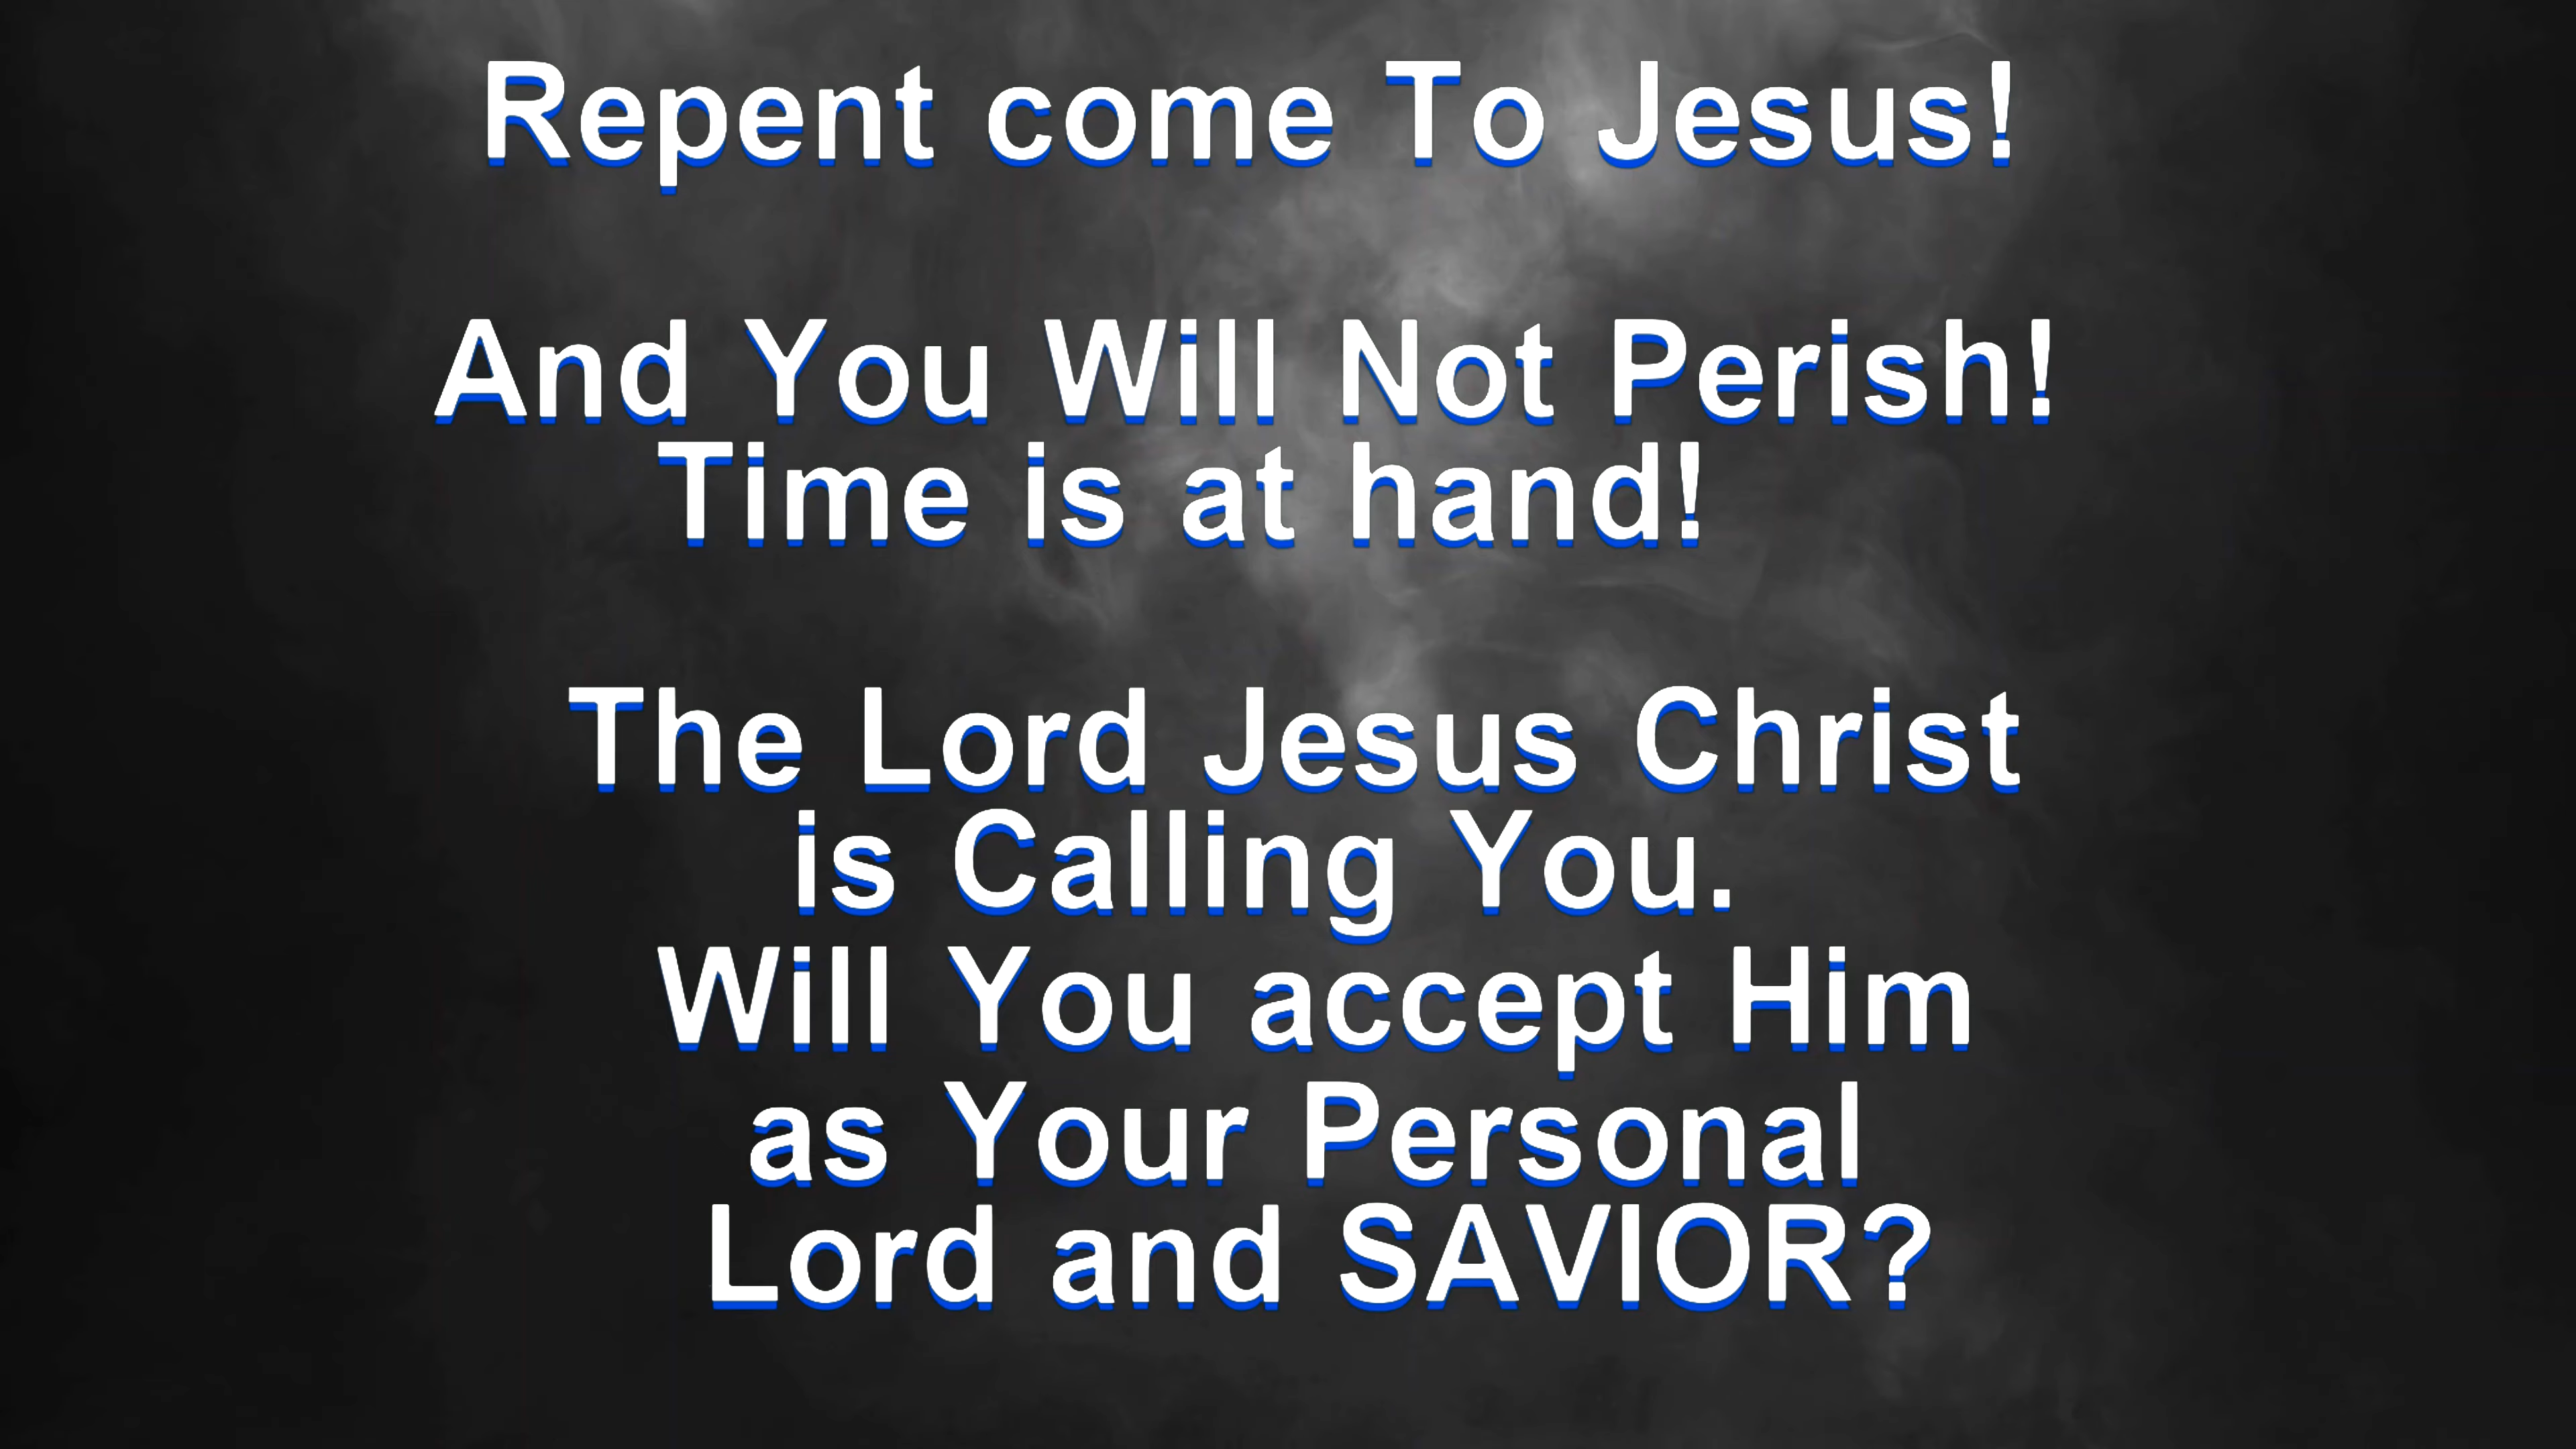 Repent come To Jesus!
And You Will Not Perish!
Time is at hand!
The Lord Jesus Christ
is Calling You.
Will You accept Him
as Your Personal
Lord and SAVIOR?